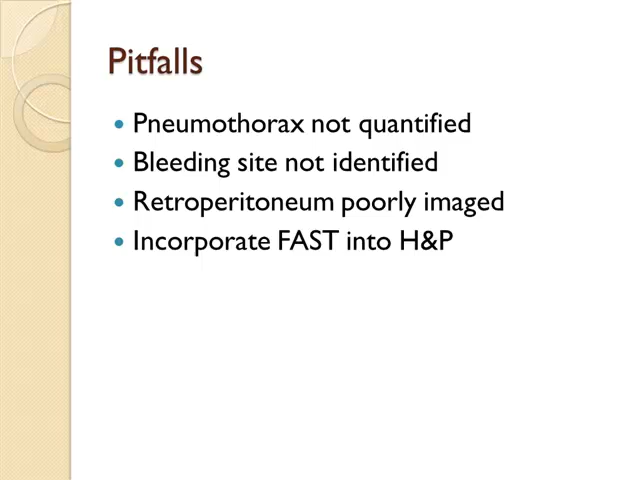 Pitfalls
Pneumothorax not quantified
Bleeding site not identified
Retroperitoneum poorly imaged
Incorporate FAST into H&P